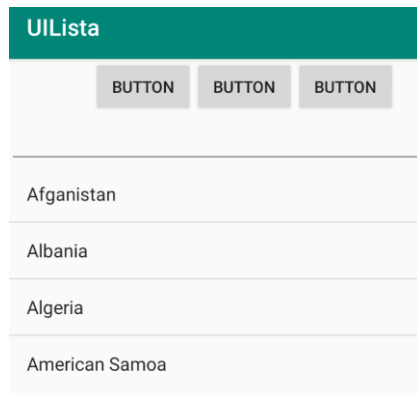 UILista
BUTTON BUTTON BUTTON
Afganistan
Albania
Algeria
American Samoa